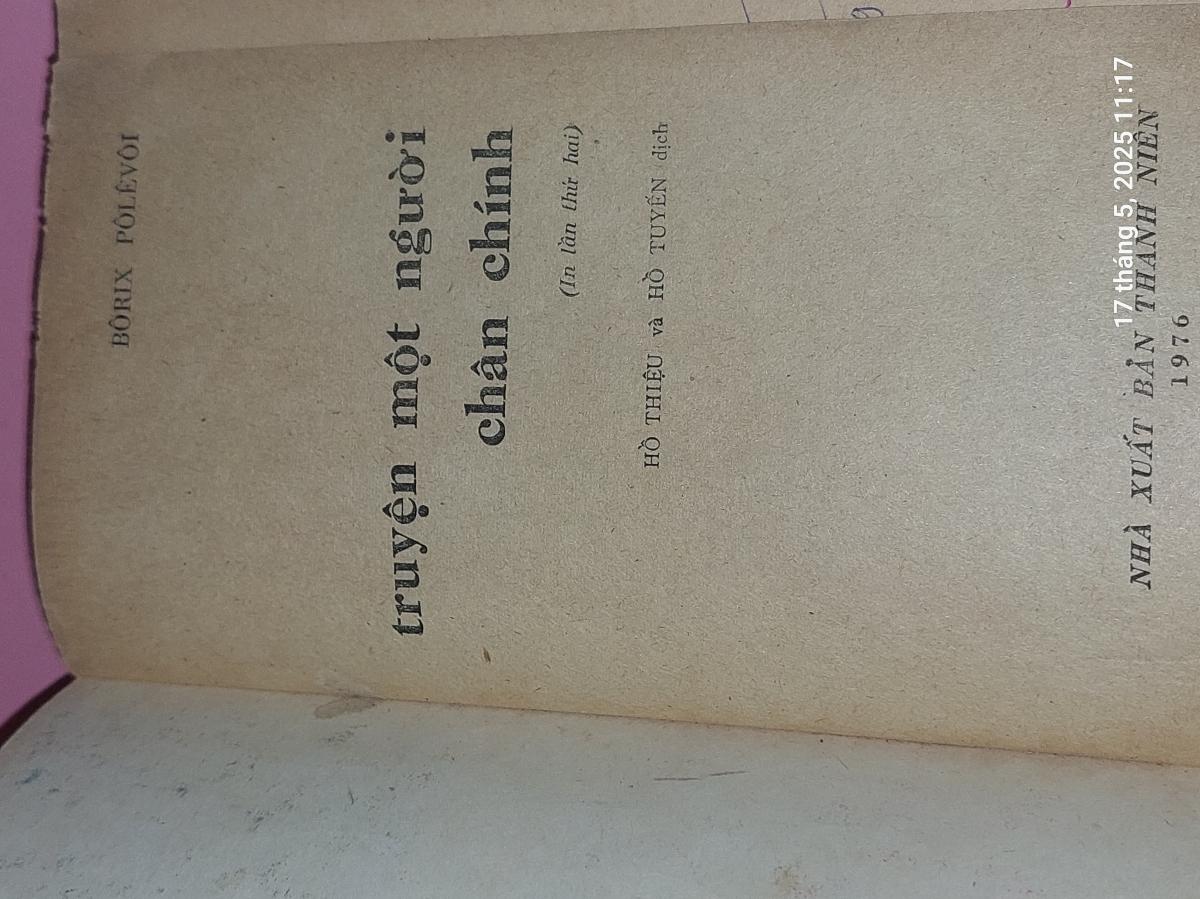 BÔRIX PÔLÊVÔI
truyện một người
chân chính
(In lần thứ hai)
HỒ THIỆU và HỒ TUYẾN dịch
NHÀ XUẤT BẢN THANH NIÊN
1976
17 tháng 5, 2025 11:17